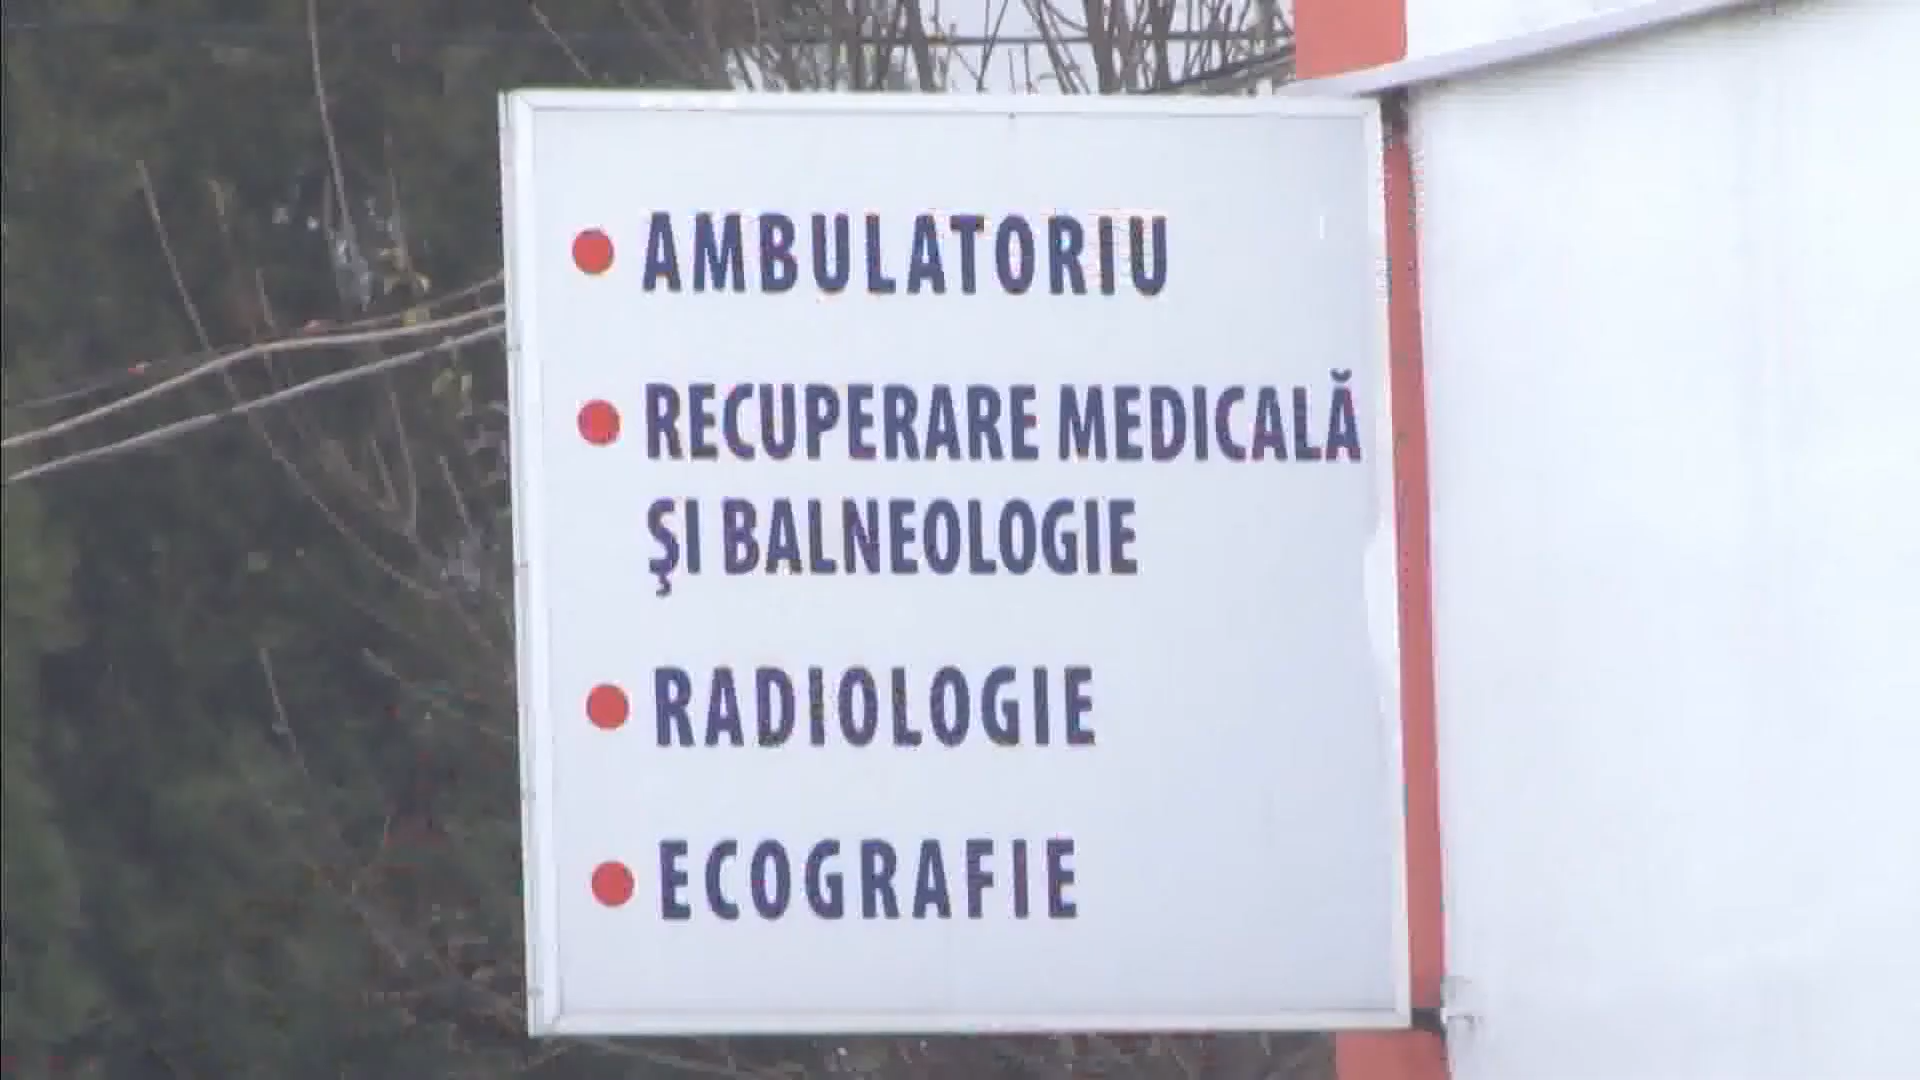 • AMBULATORIU
• RECUPERARE MEDICALĂ
ŞI BALNEOLOGIE
• RADIOLOGIE
• ECOGRAFIE